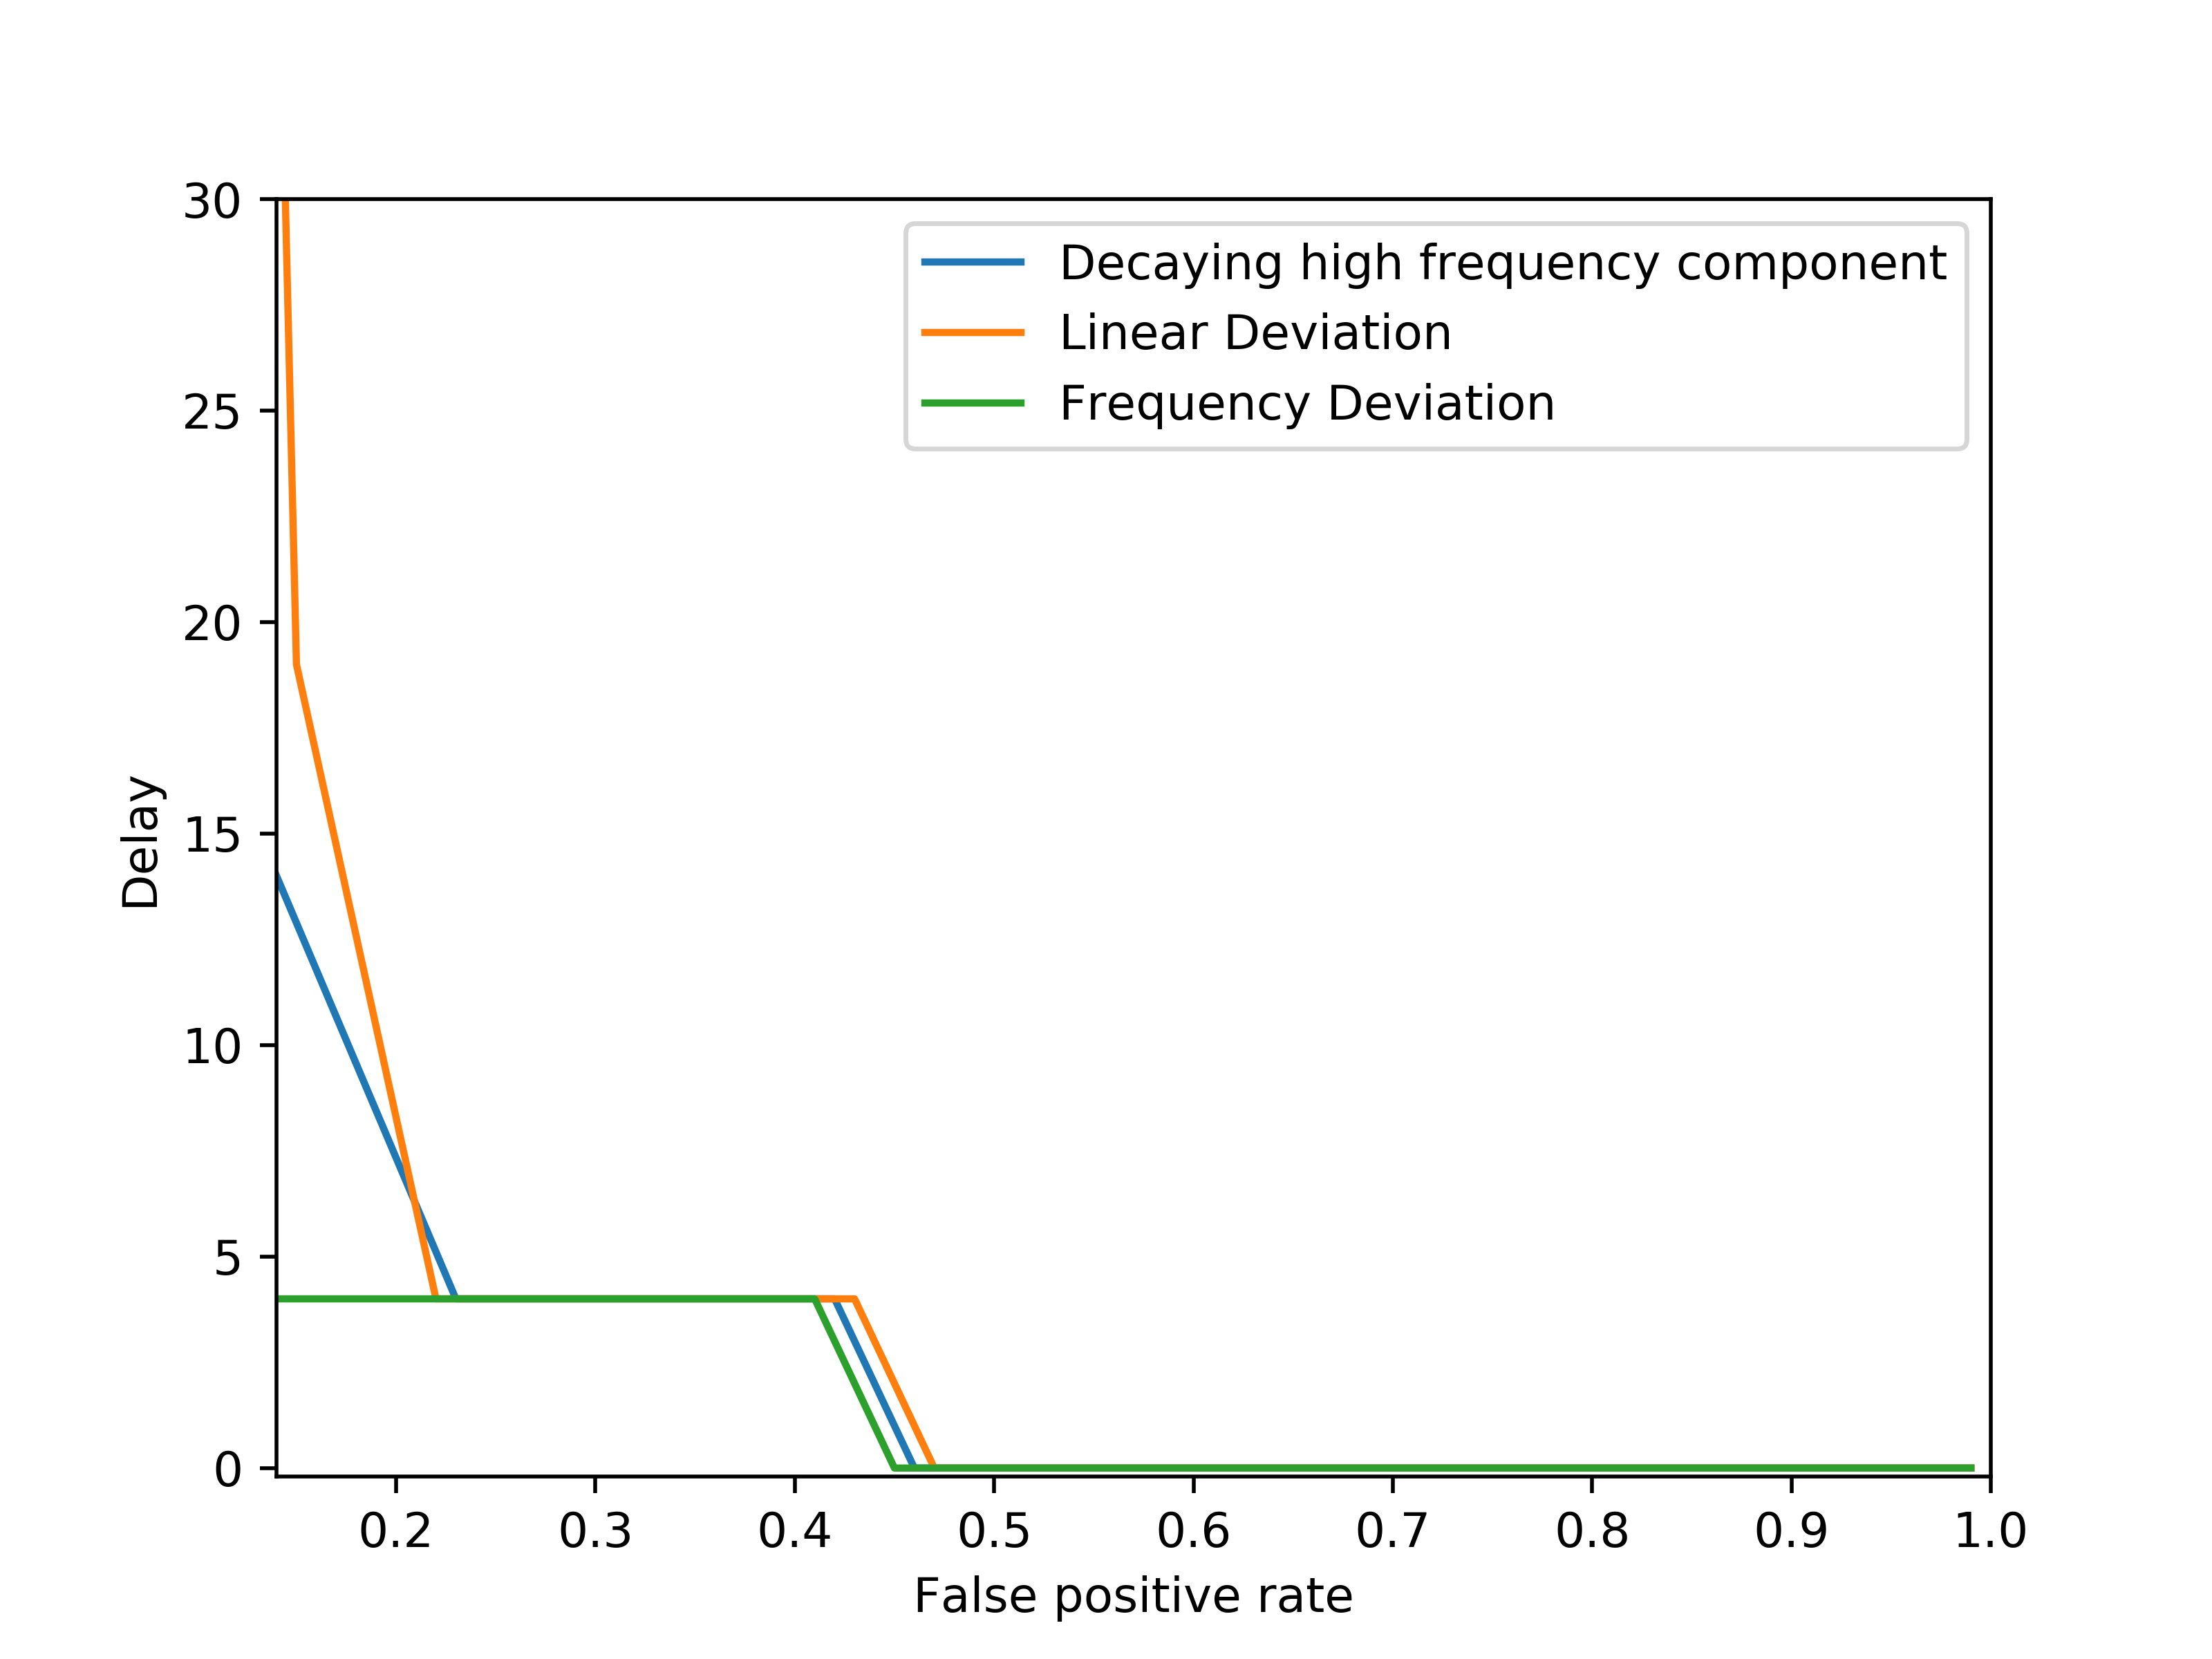 30
25
20
15
10
5
0
Delay
Decaying high frequency component
Linear Deviation
Frequency Deviation
0.2 0.3 0.4 0.5 0.6 0.7 0.8 0.9 1.0
False positive rate